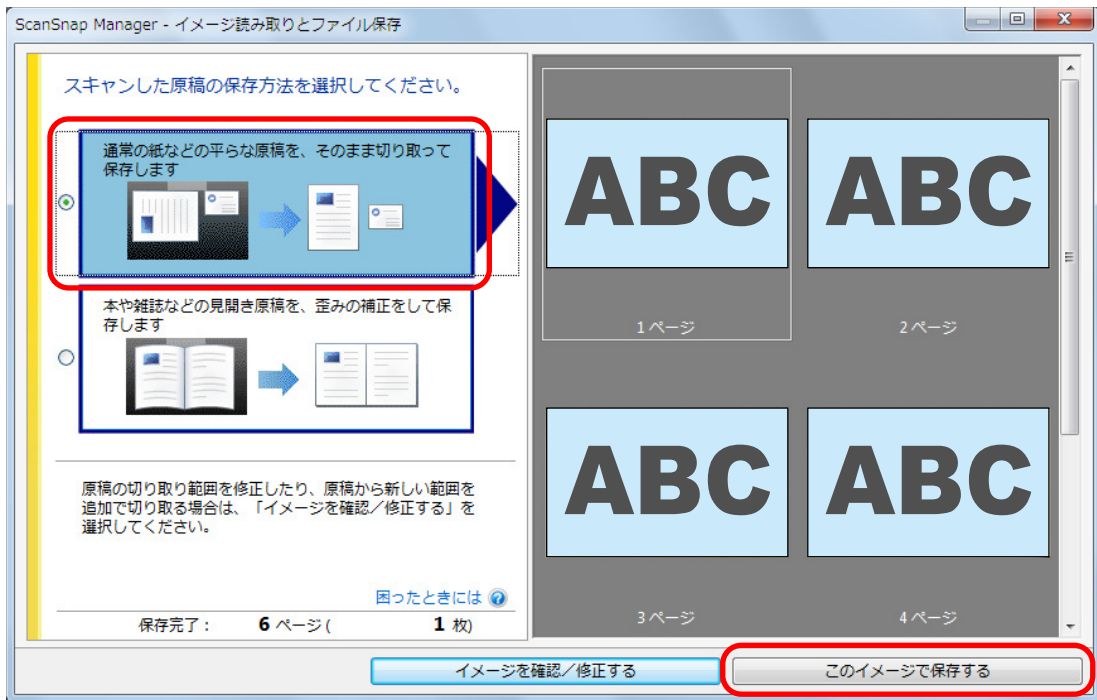 ScanSnap Manager - イメージ読み取りとファイル保存
スキャンした原稿の保存方法を選択してください。
通常の紙などの平らな原稿を、そのまま切り取って
保存します
本や雑誌などの見開き原稿を、歪みの補正をして保
存します
原稿の切り取り範囲を修正したり、原稿から新しい範囲を
追加で切り取る場合は、「イメージを確認／修正する」を
選択してください。
困ったときには ?
保存完了： 6 ページ ( 1 枚)
ABC
ABC
1 ページ
2 ページ
ABC
ABC
3 ページ
4 ページ
イメージを確認／修正する
このイメージで保存する